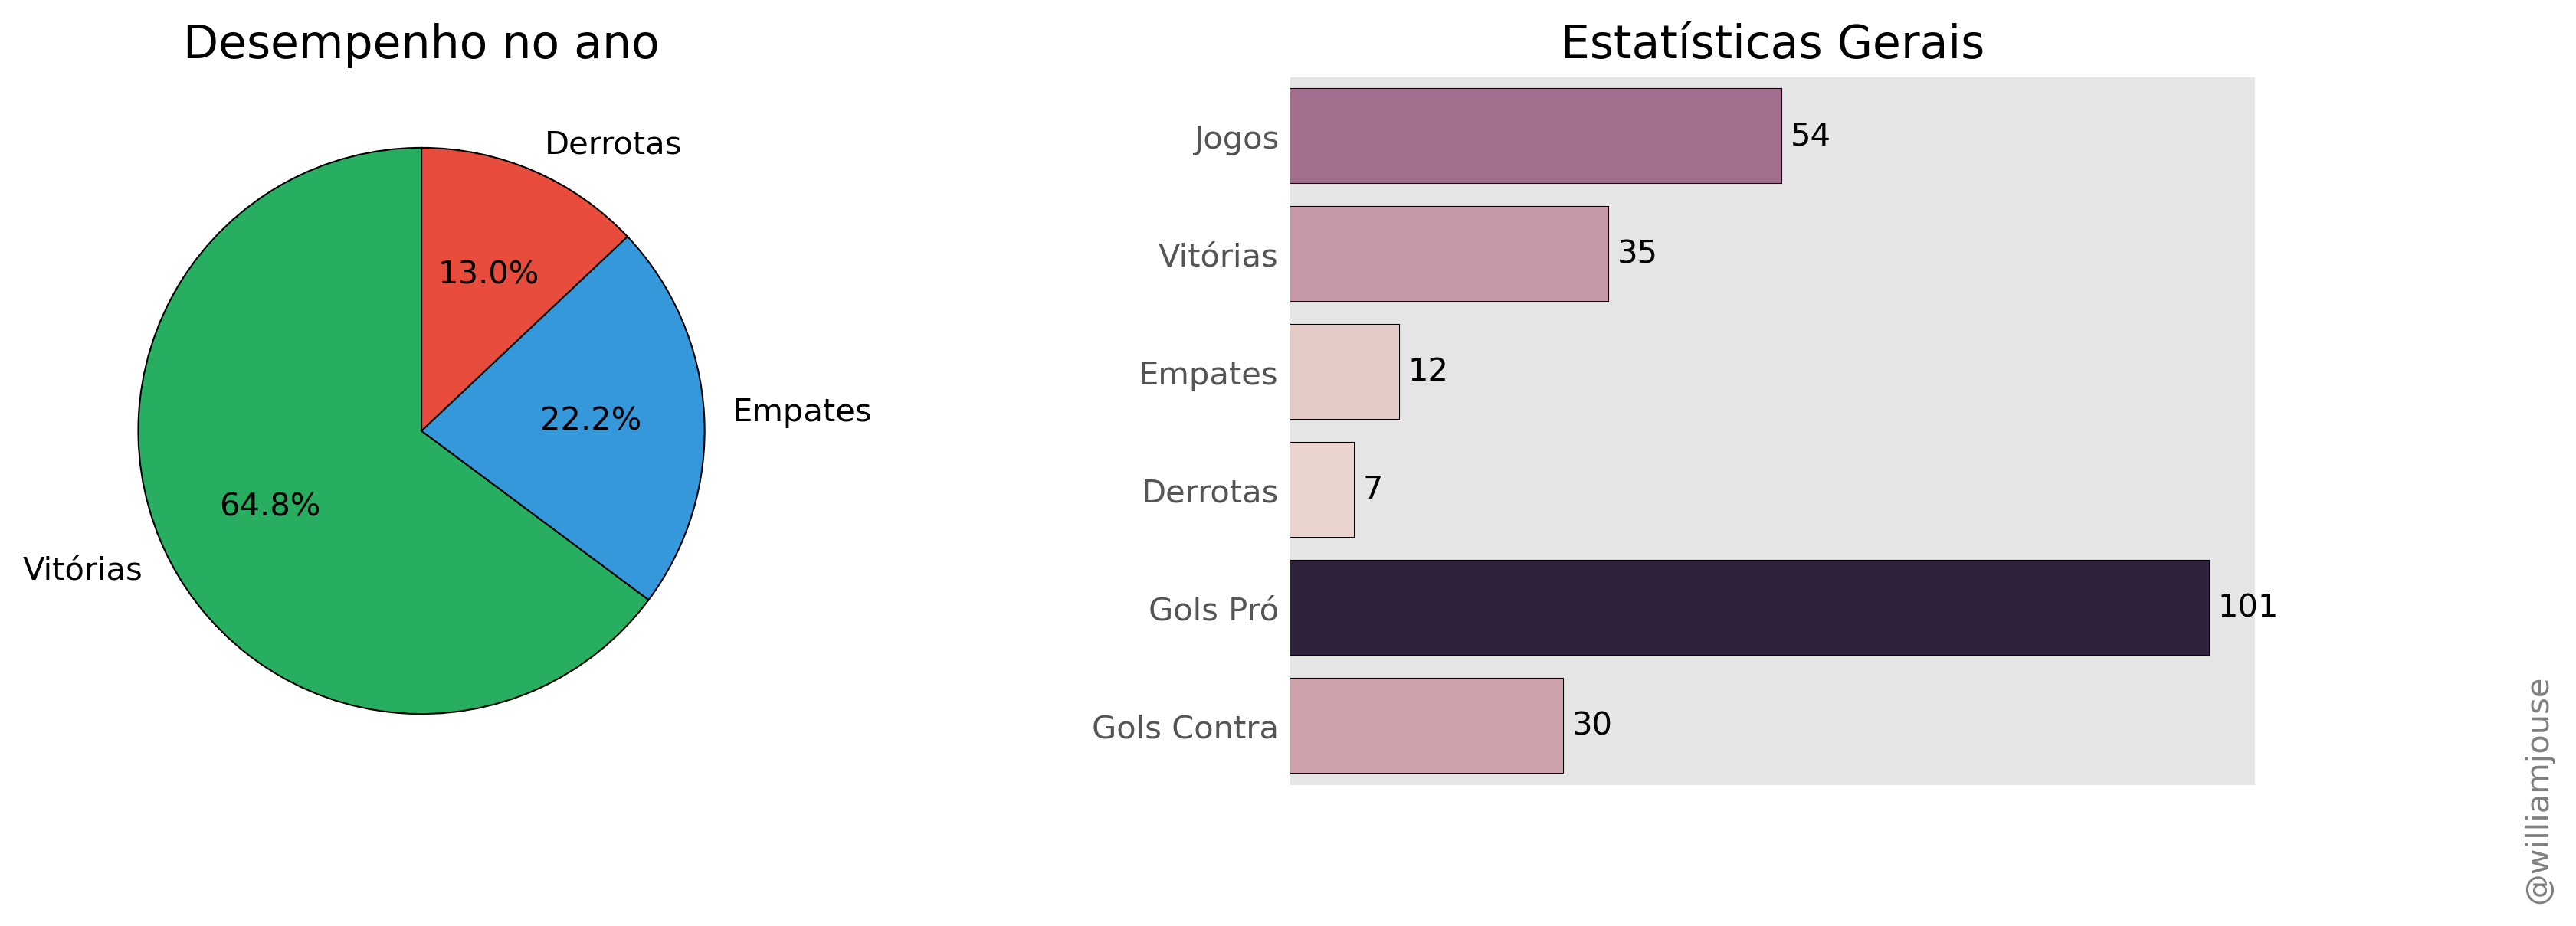 Desempenho no ano
Derrotas
13.0%
22.2%
Empates
64.8%
Vitórias
Estatísticas Gerais
Jogos
54
Vitórias
35
Empates
12
Derrotas
7
Gols Pró
101
Gols Contra
30
@williamjouse